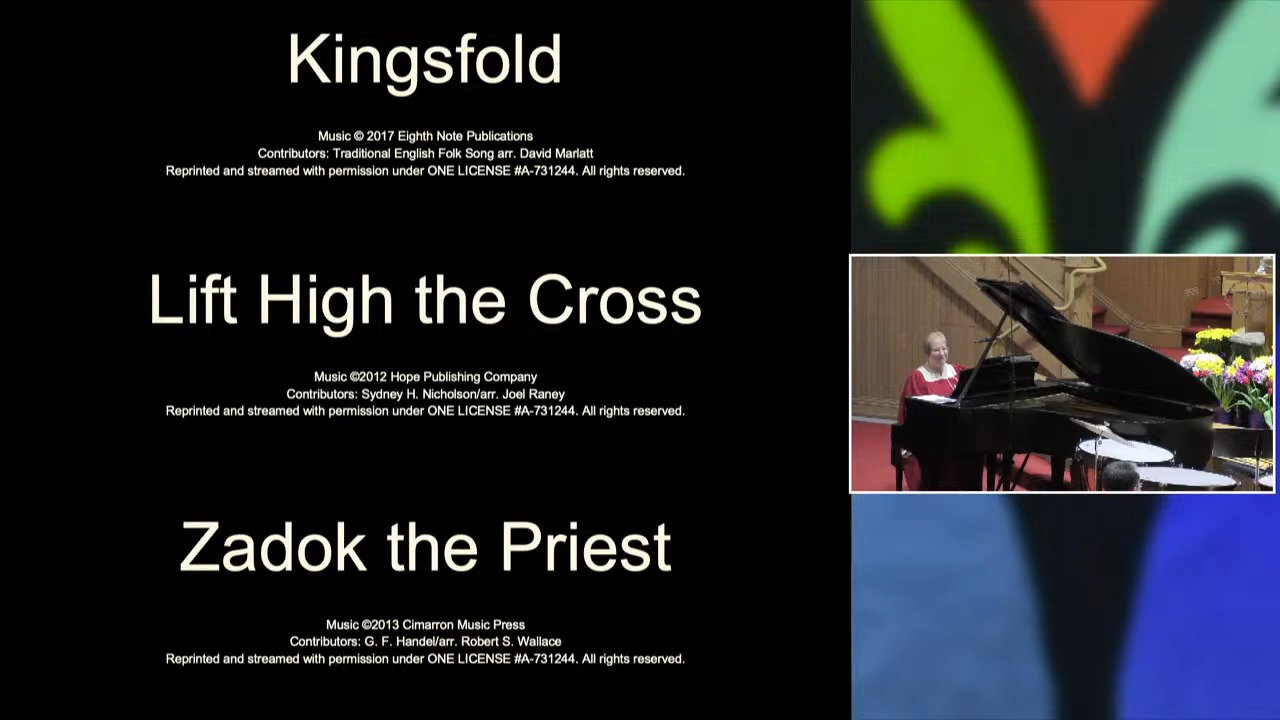 Kingsfold
Music © 2017 Eighth Note Publications
Contributors: Traditional English Folk Song arr. David Marlatt
Reprinted and streamed with permission under ONE LICENSE #A-731244. All rights reserved.
Lift High the Cross
Music ©2012 Hope Publishing Company
Contributors: Sydney H. Nicholson/arr. Joel Raney
Reprinted and streamed with permission under ONE LICENSE #A-731244. All rights reserved.
Zadok the Priest
Music ©2013 Cimarron Music Press
Contributors: G. F. Handel/arr. Robert S. Wallace
Reprinted and streamed with permission under ONE LICENSE #A-731244. All rights reserved.